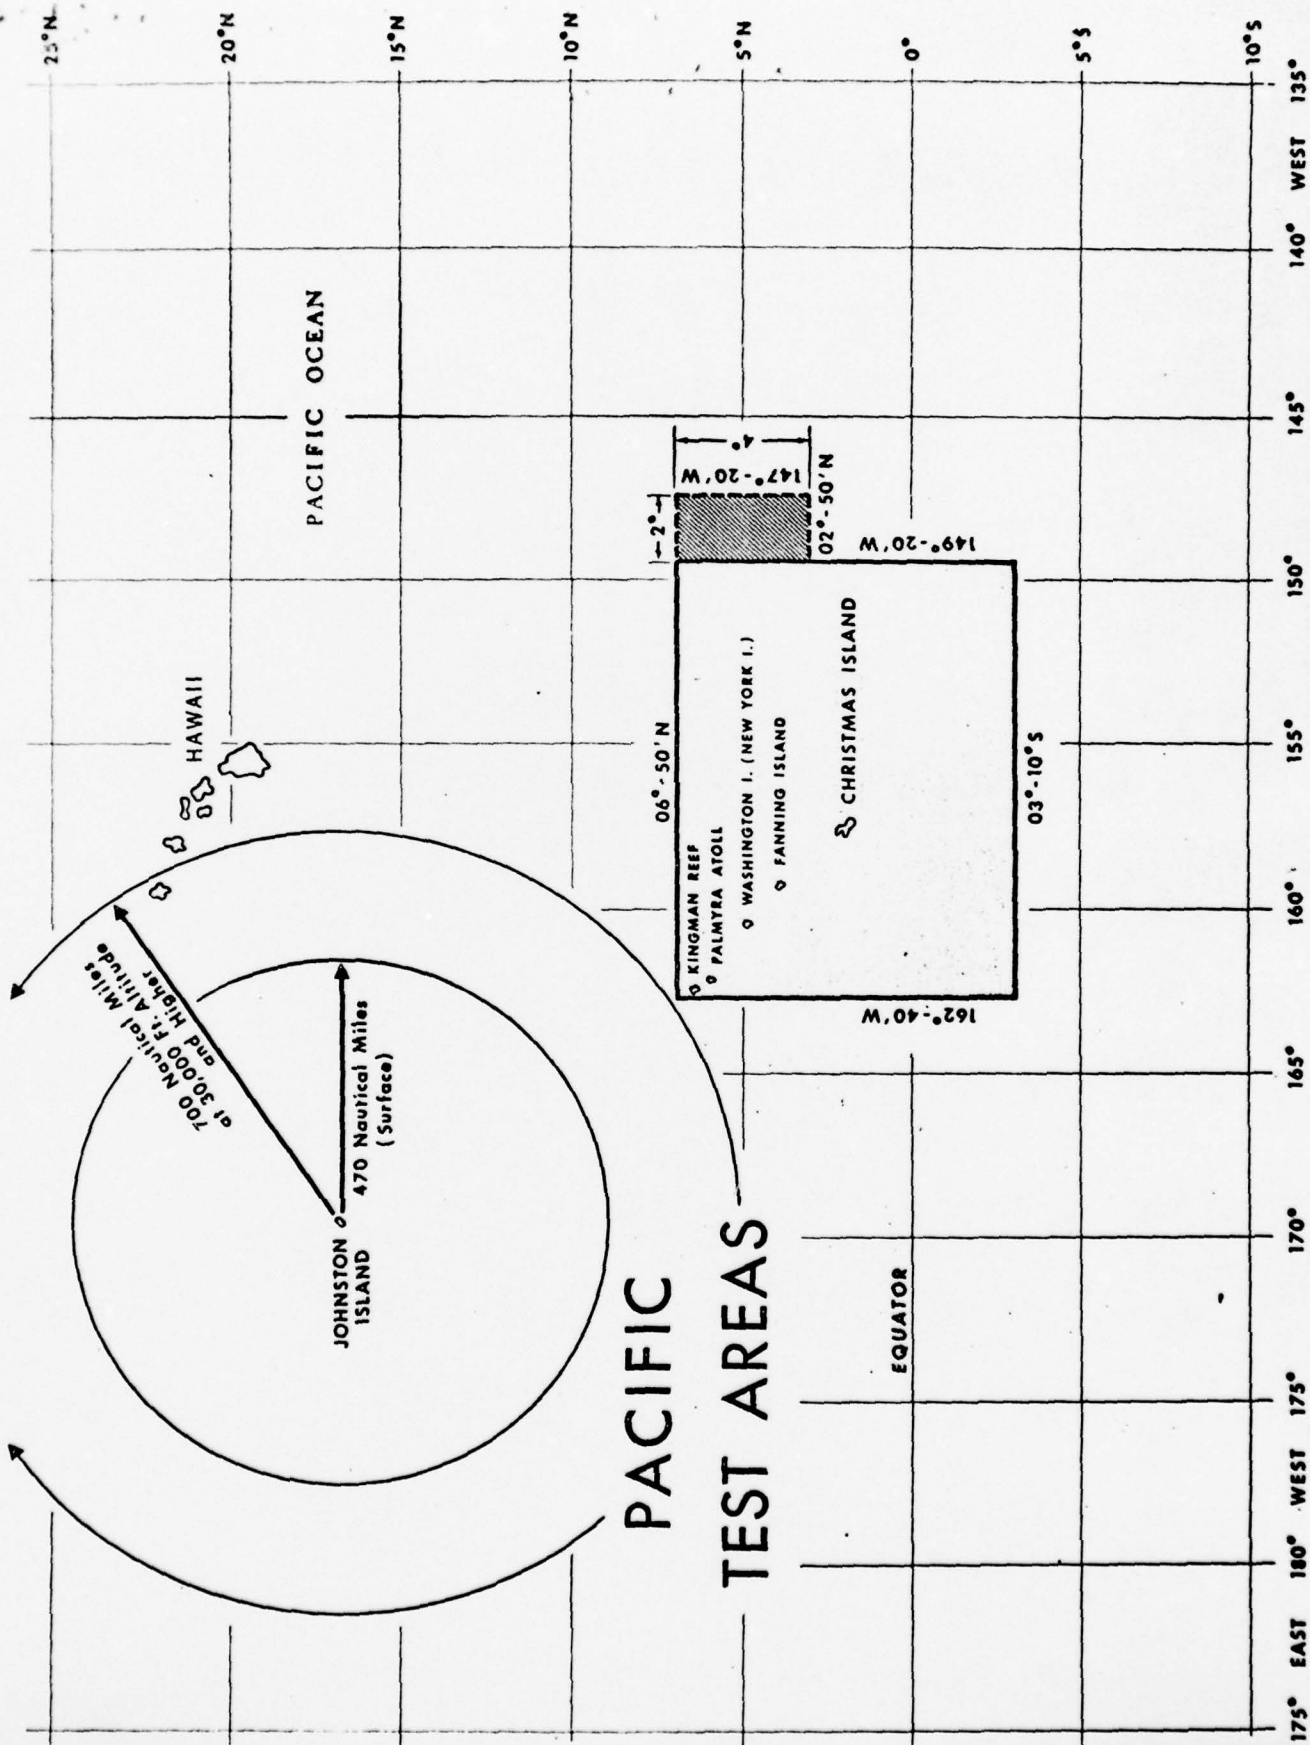 25°N
20°N
15°N
10°N
5°N
0°
5°S
10°S
PACIFIC OCEAN
HAWAII
700 Nautical Miles
at 30,000 Ft. Altitude
and Higher
470 Nautical Miles
(Surface)
JOHNSTON
ISLAND
PACIFIC
TEST AREAS
06°-50'N
2°
4°
147°-20'W
02°-50'N
149°-20'W
KINGMAN REEF
PALMYRA ATOLL
WASHINGTON I. (NEW YORK I.)
FANNING ISLAND
CHRISTMAS ISLAND
162°-40'W
03°-10°S
EQUATOR
175° EAST 180° WEST 175° 170° 165° 160° 155° 150° 145° 140° WEST 135°